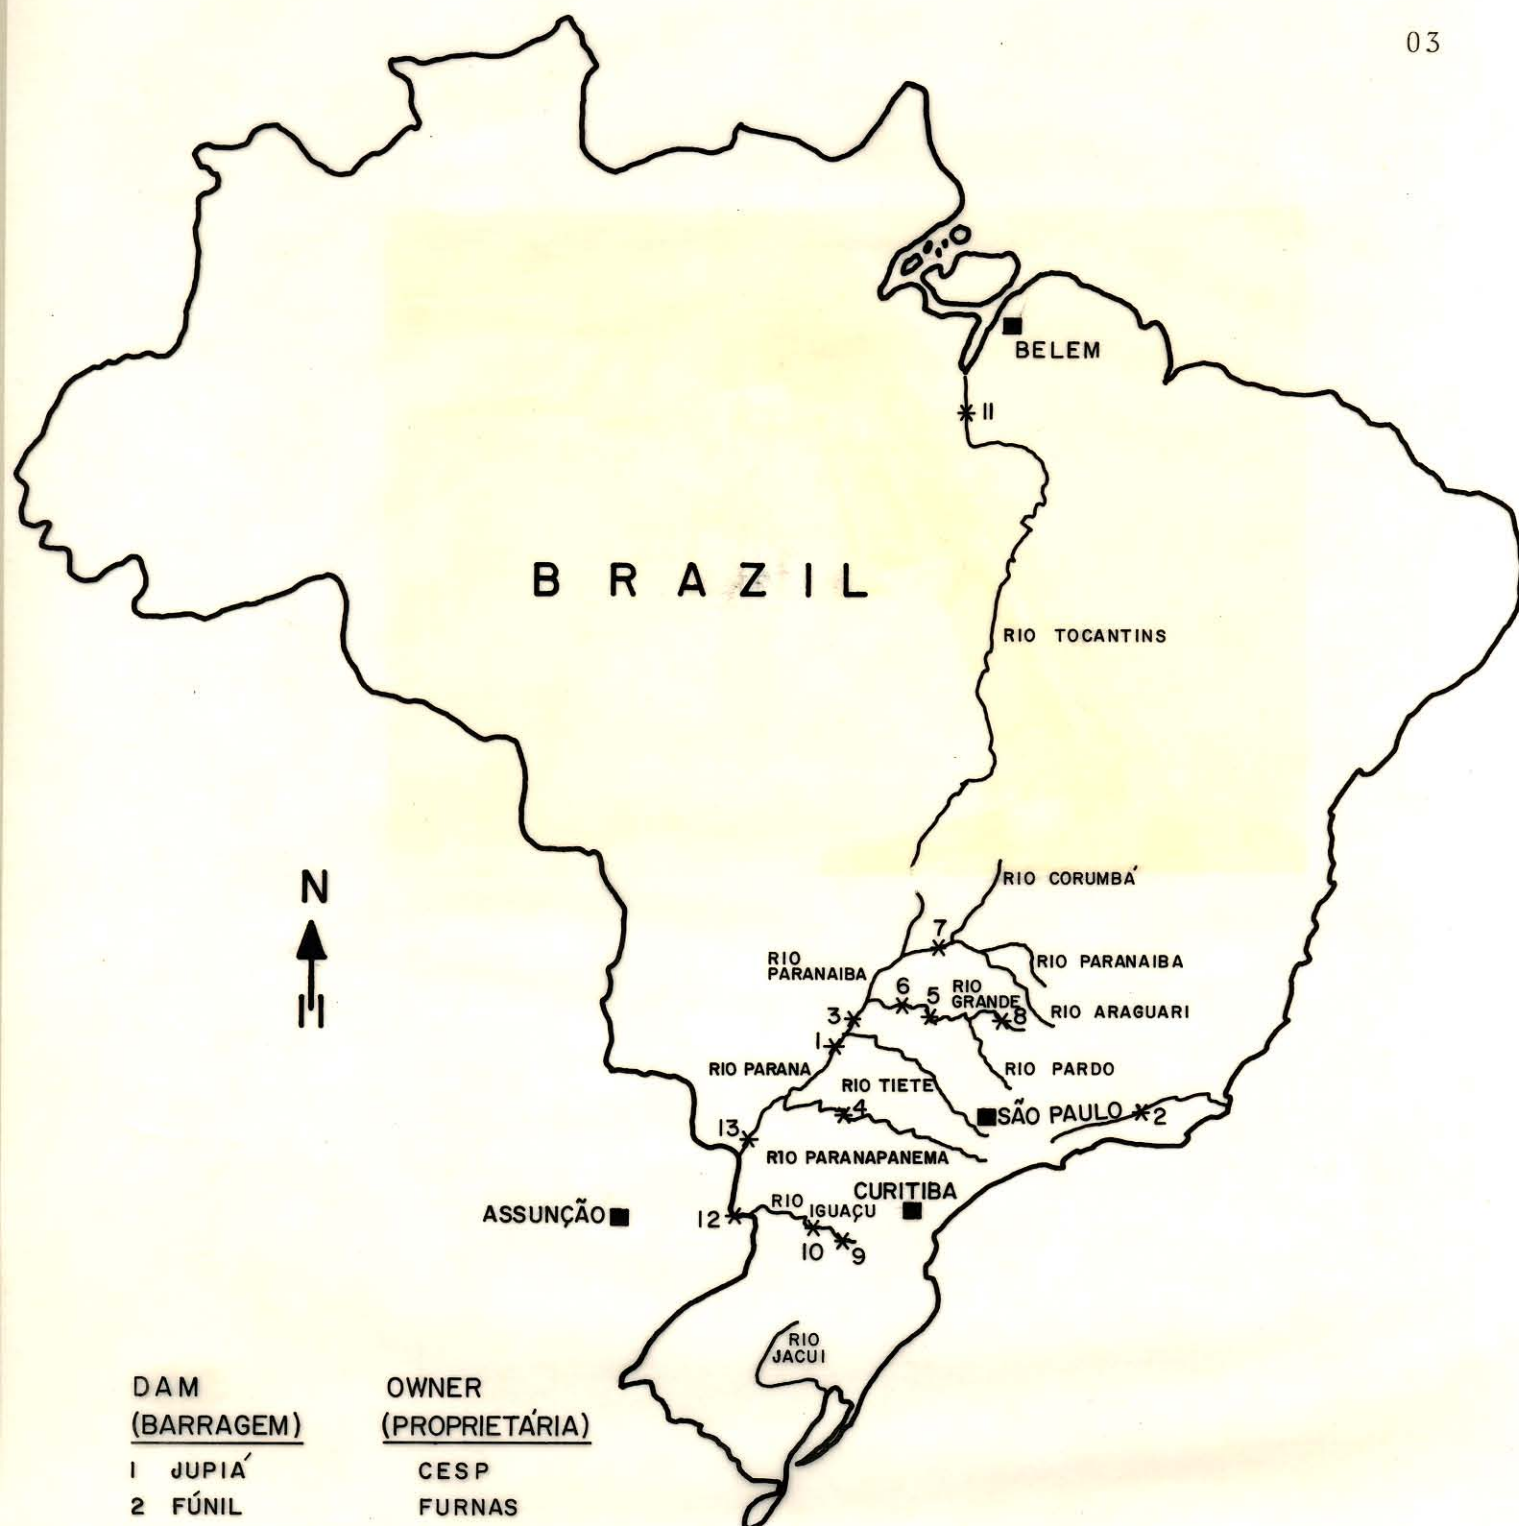 03
BELEM
* 11
BRAZIL
RIO TOCANTINS
N
RIO CORUMBÁ
7
RIO
PARANAIBA
RIO PARANAIBA
6
5
RIO
GRANDE
8
RIO ARAGUARI
3
1
RIO PARANA
RIO TIETE
RIO PARDO
4
SÃO PAULO
2
13
RIO PARANAPANEMA
CURITIBA
ASSUNÇÃO
12
RIO
IGUAÇU
10
9
RIO
JACUI
DAM OWNER
(BARRAGEM) (PROPRIETÁRIA)
1 JUPIÁ CESP
2 FÚNIL FURNAS